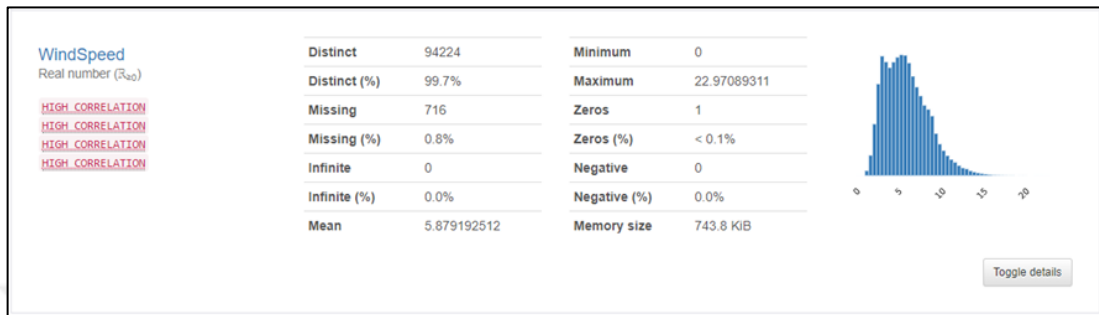 WindSpeed
Real number (ℝ≥0)
HIGH CORRELATION
HIGH CORRELATION
HIGH CORRELATION
HIGH CORRELATION
Distinct 94224
Distinct (%) 99.7%
Missing 716
Missing (%) 0.8%
Infinite 0
Infinite (%) 0.0%
Mean 5.879192512
Minimum 0
Maximum 22.97089311
Zeros 1
Zeros (%) < 0.1%
Negative 0
Negative (%) 0.0%
Memory size 743.8 KiB
0 5 10 15 20
Toggle details